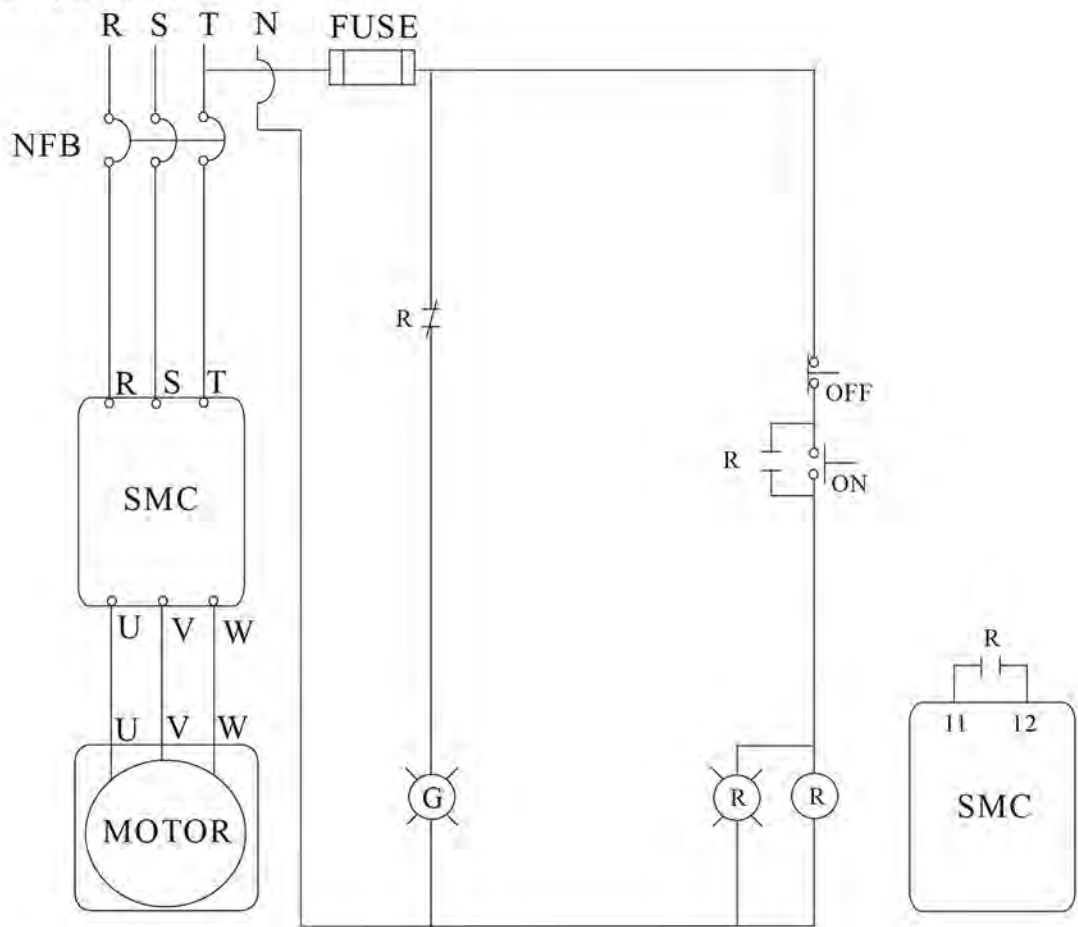 R S T N FUSE
NFB
R
R S T
OFF
R
ON
SMC
U V W
R
11 12
U V W
G
R
R
SMC
MOTOR